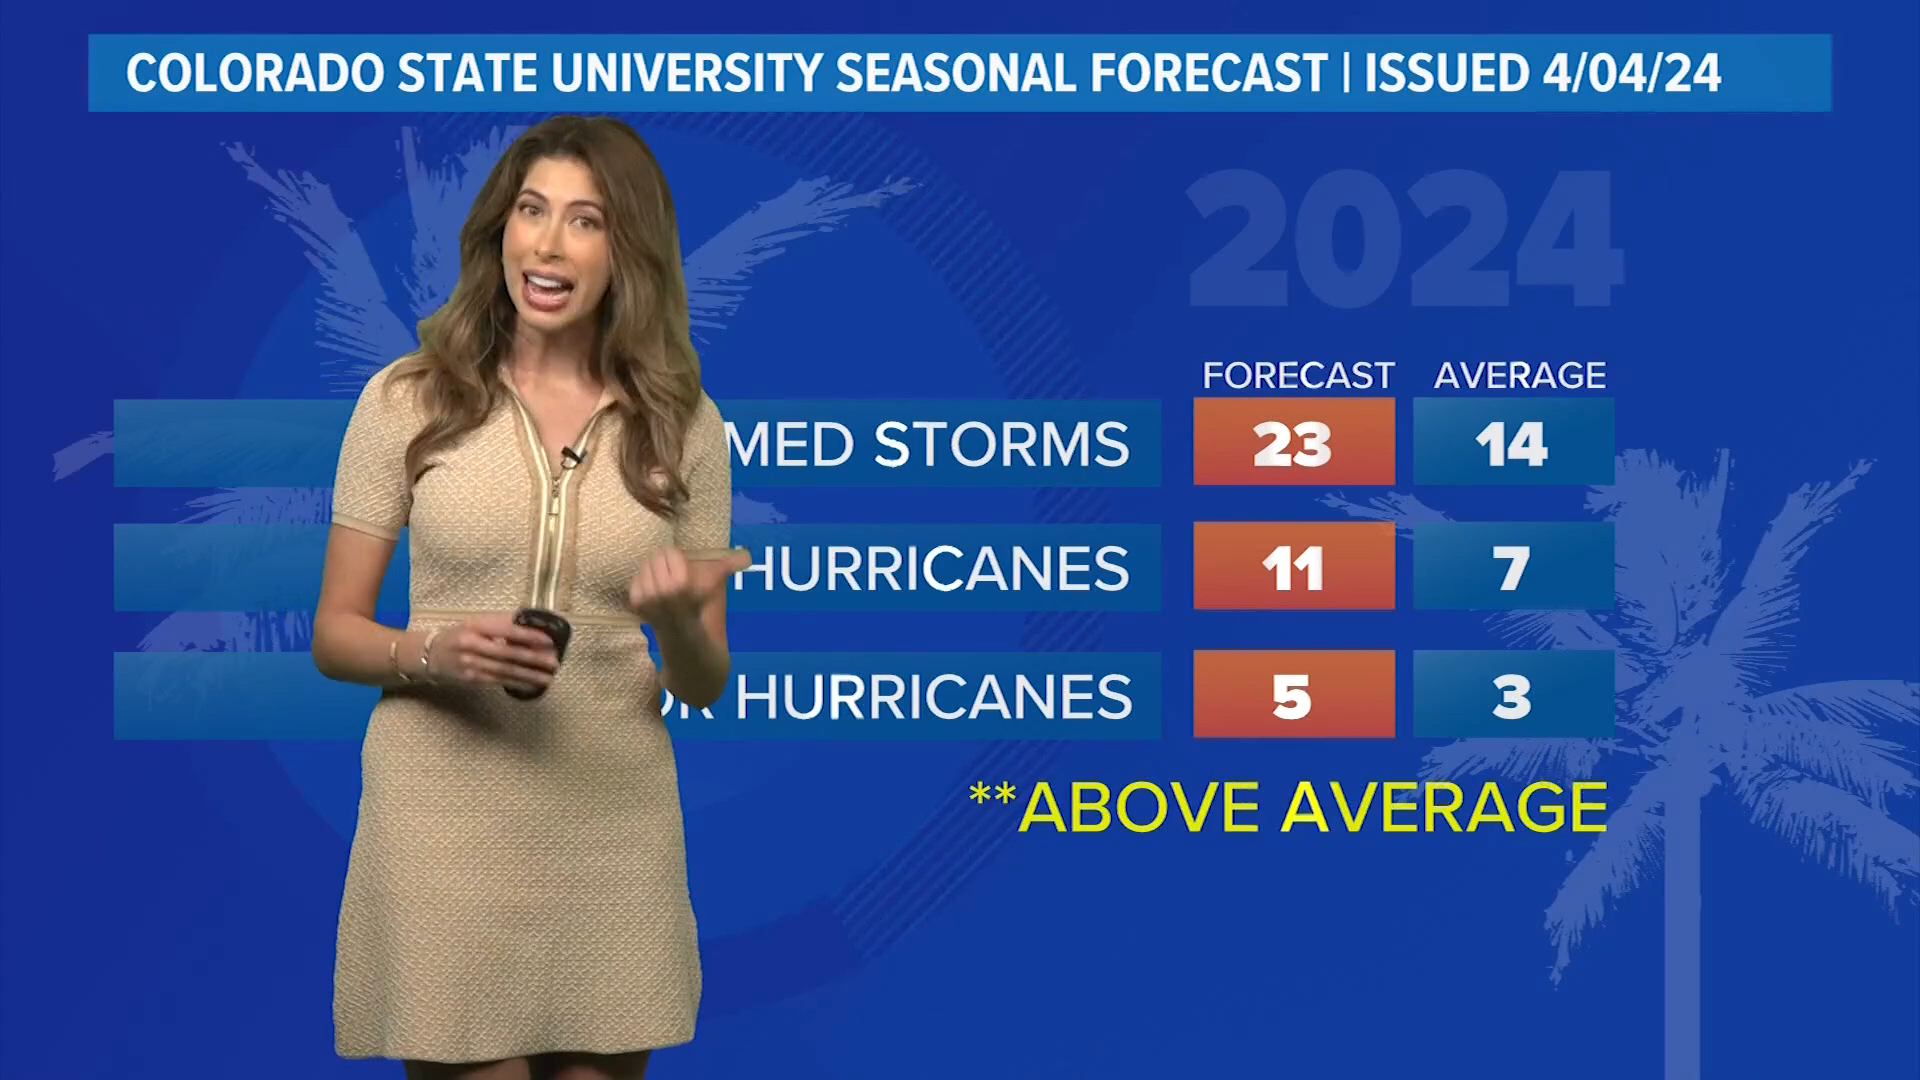 COLORADO STATE UNIVERSITY SEASONAL FORECAST | ISSUED 4/04/24
2024
FORECAST AVERAGE
MED STORMS 23 14
HURRICANES 11 7
OR HURRICANES 5 3
**ABOVE AVERAGE